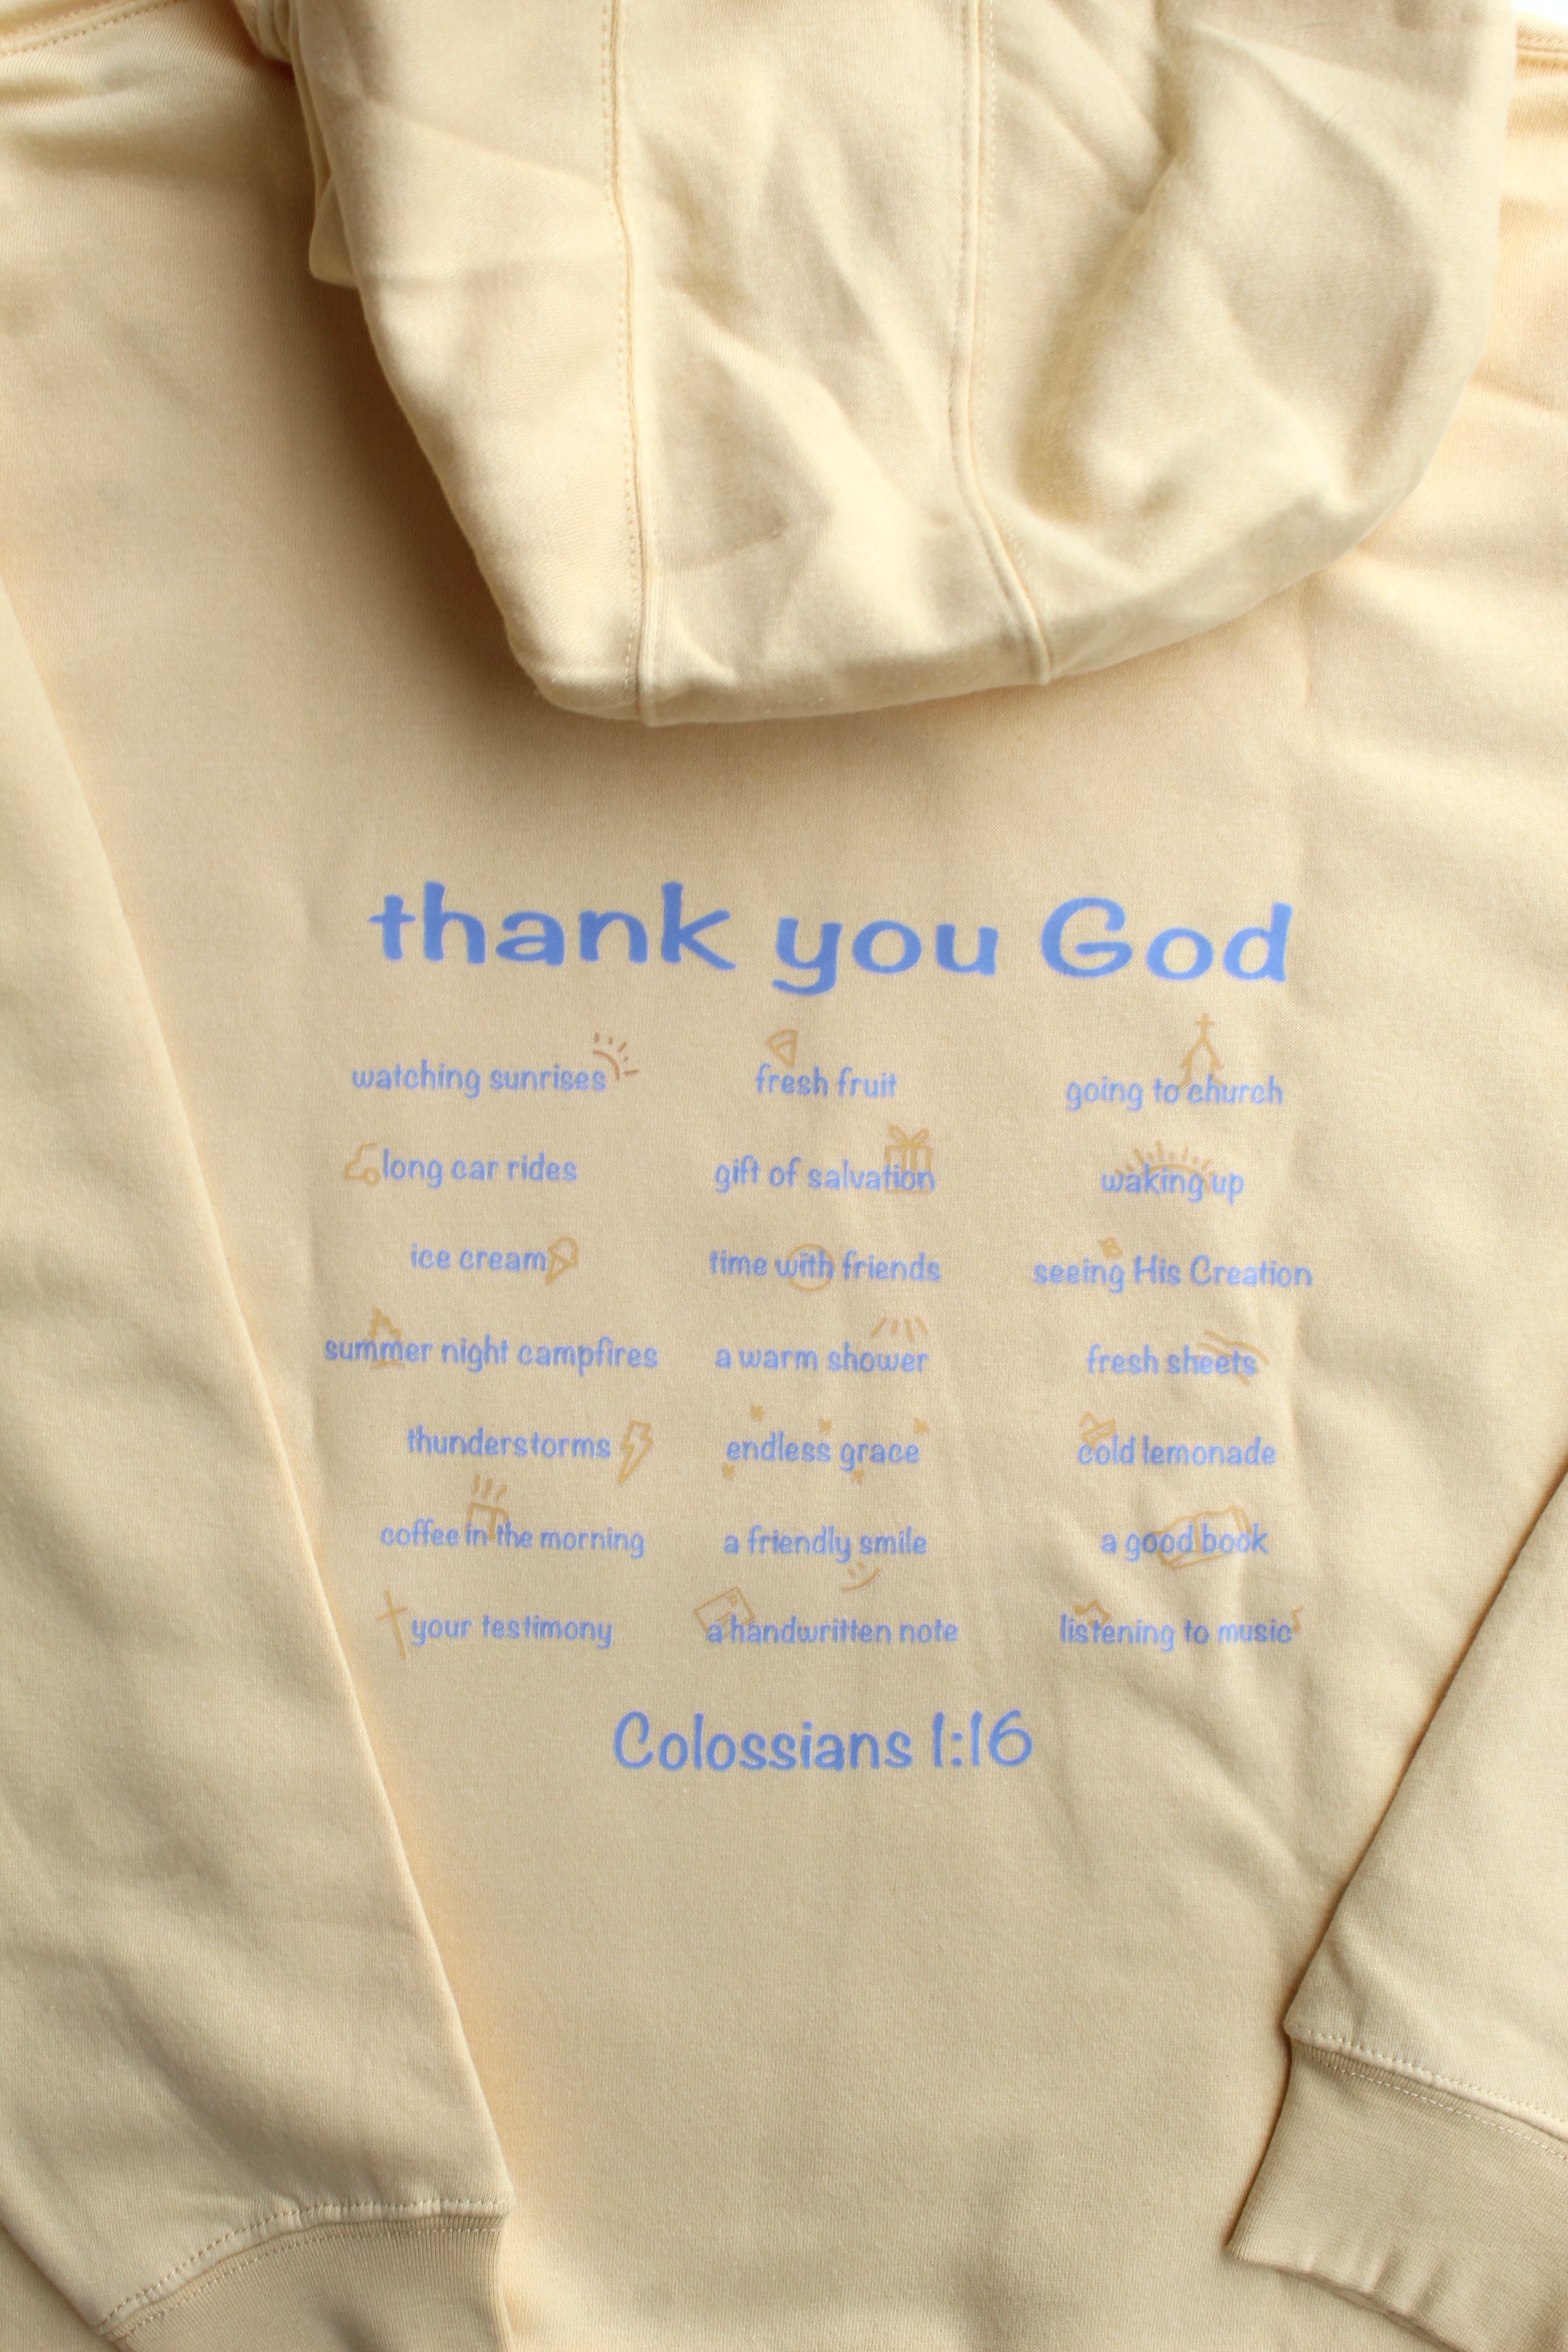 thank you God
watching sunrises fresh fruit going to church
long car rides gift of salvation waking up
ice cream time with friends seeing His Creation
summer night campfires a warm shower fresh sheets
thunderstorms endless grace cold lemonade
coffee in the morning a friendly smile a good book
your testimony a handwritten note listening to music
Colossians 1:16